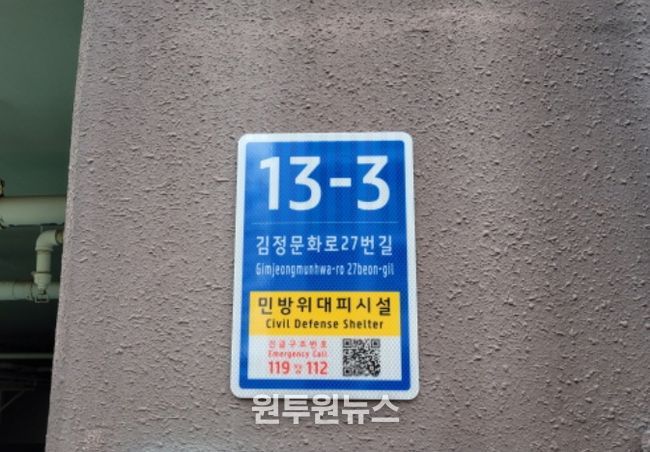 13-3
김정문화로27번길
Gimjeongmunhwa-ro 27beon-gil
민방위대피시설
Civil Defense Shelter
긴급구조번호
Emergency Call
119 및 112
원투원뉴스